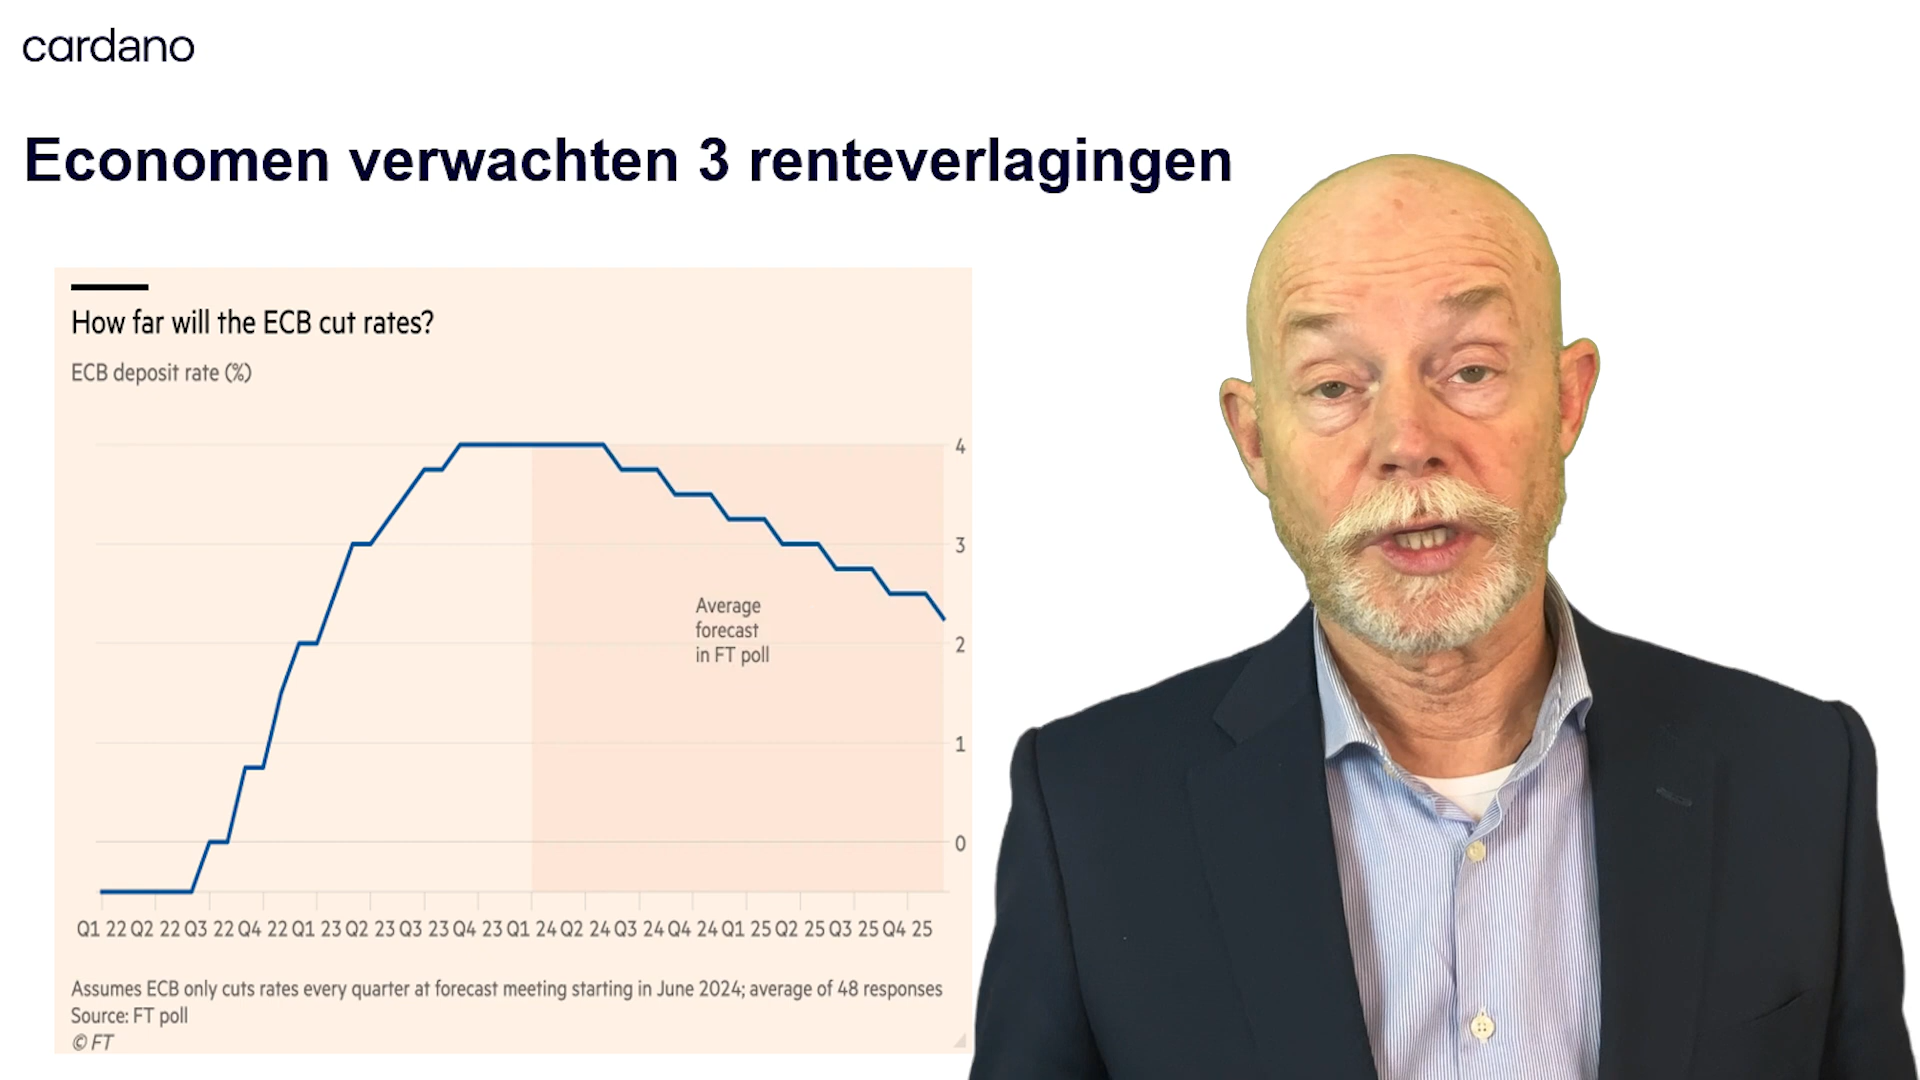 cardano
Economen verwachten 3 renteverlagingen
How far will the ECB cut rates?
ECB deposit rate (%)
4
3
2
1
0
Average
forecast
in FT poll
Q1 22 Q2 22 Q3 22 Q4 22 Q1 23 Q2 23 Q3 23 Q4 23 Q1 24 Q2 24 Q3 24 Q4 24 Q1 25 Q2 25 Q3 25 Q4 25
Assumes ECB only cuts rates every quarter at forecast meeting starting in June 2024; average of 48 responses
Source: FT poll
© FT